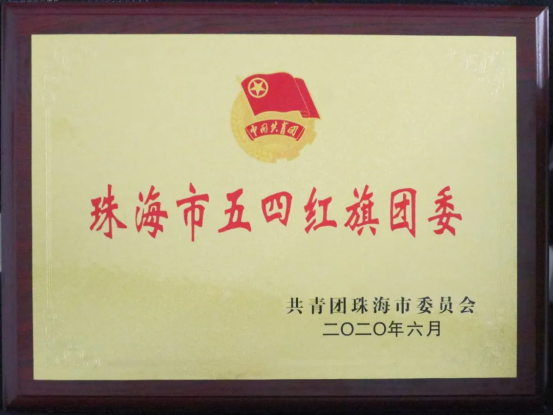 中国共青团
珠海市五四红旗团委
共青团珠海市委员会
二〇二〇年六月